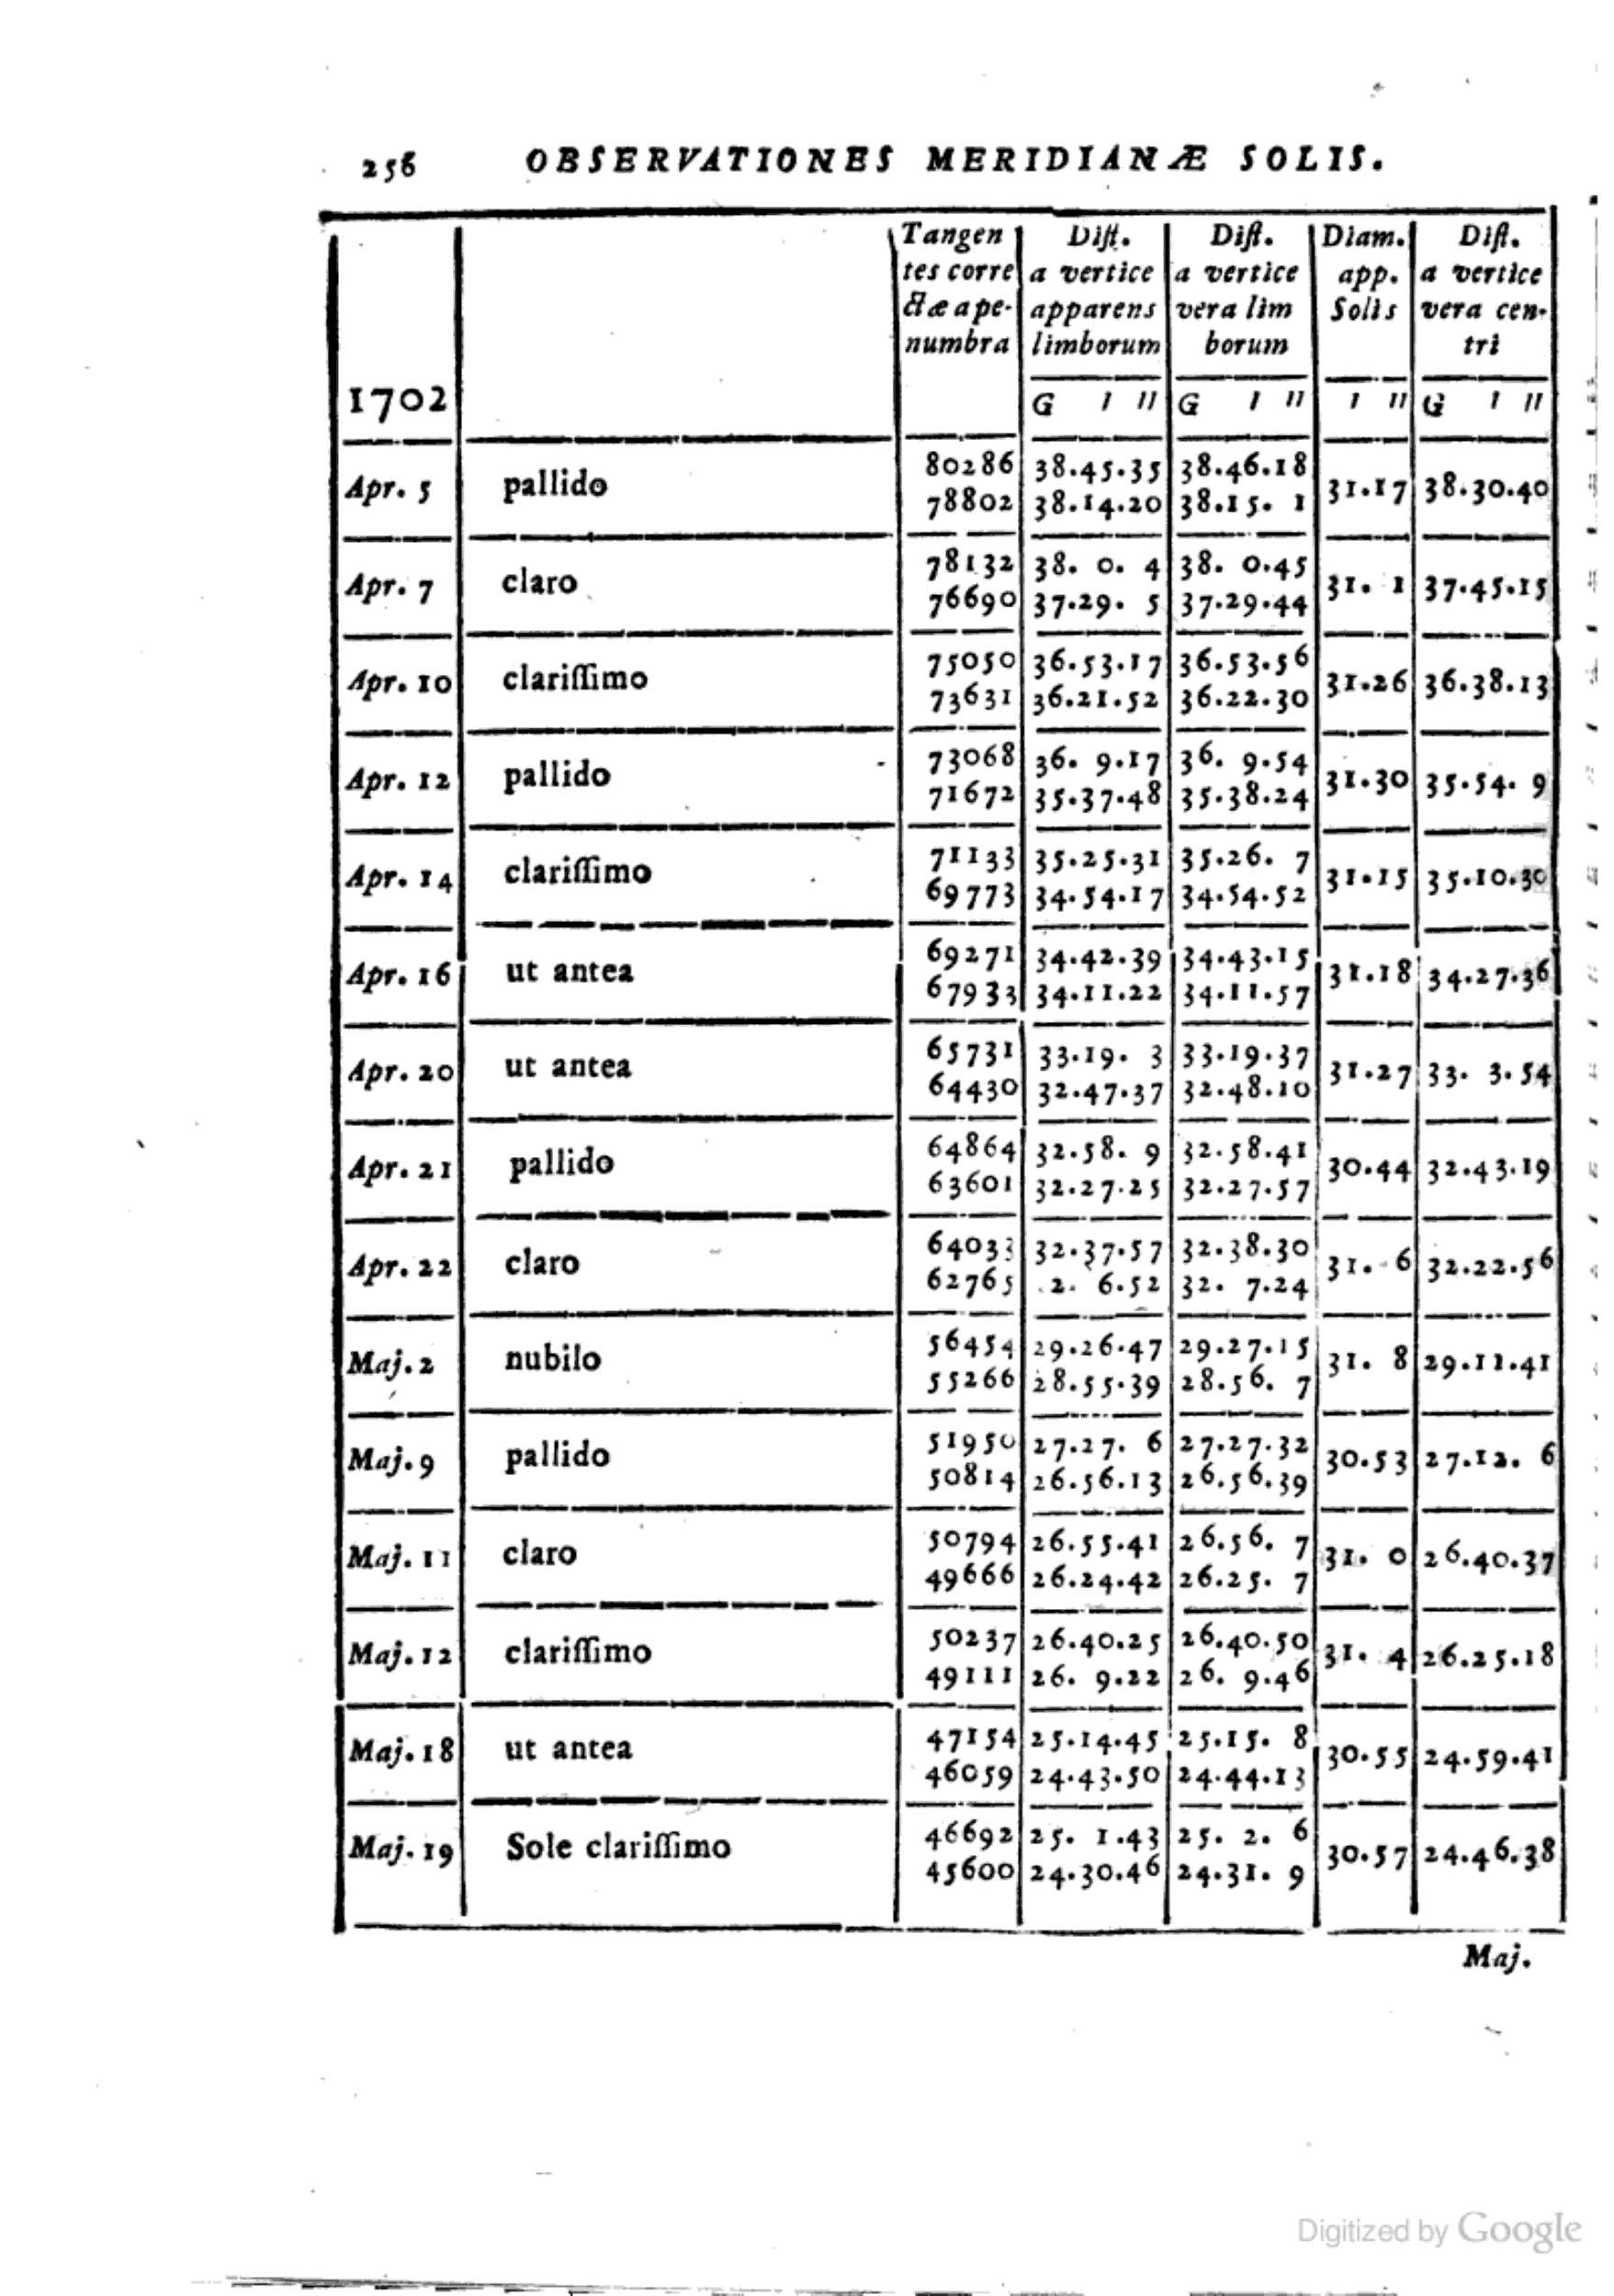 256 OBSERVATIONES MERIDIANÆ SOLIS.
1702
Tangen tes corre ctæ a pe- numbra
Dist. a vertice apparens limborum
Dist. a vertice vera lim borum
Diam. app. Solis
Dist. a vertice vera cen- tri
G ı ıı G ı ıı ı ıı G ı ıı
Apr. 5 pallido 80286 38.45.35 38.46.18 31.17 38.30.40
78802 38.14.20 38.15. 1
Apr. 7 claro 78132 38. 0. 4 38. 0.45 31. 1 37.45.15
76690 37.29. 5 37.29.44
Apr. 10 clariſſimo 75050 36.53.17 36.53.56 31.26 36.38.13
73631 36.21.52 36.22.30
Apr. 12 pallido 73068 36. 9.17 36. 9.54 31.30 35.54. 9
71672 35.37.48 35.38.24
Apr. 14 clariſſimo 71133 35.25.31 35.26. 7 31.15 35.10.30
69773 34.54.17 34.54.52
Apr. 16 ut antea 69271 34.42.39 34.43.15 31.18 34.27.36
67933 34.11.22 34.11.57
Apr. 20 ut antea 65731 33.19. 3 33.19.37 31.27 33. 3.54
64430 32.47.37 32.48.10
Apr. 21 pallido 64864 32.58. 9 32.58.41 30.44 32.43.19
63601 32.27.25 32.27.57
Apr. 22 claro 64033 32.37.57 32.38.30 31. 6 32.22.56
62765 2. 6.52 32. 7.24
Maj. 2 nubilo 56454 29.26.47 29.27.15 31. 8 29.11.41
55266 28.55.39 28.56. 7
Maj. 9 pallido 51950 27.27. 6 27.27.32 30.53 27.12. 6
50814 26.56.13 26.56.39
Maj. 11 claro 50794 26.55.41 26.56. 7 31. 0 26.40.37
49666 26.24.42 26.25. 7
Maj. 12 clariſſimo 50237 26.40.25 26.40.50 31. 4 26.25.18
49111 26. 9.22 26. 9.46
Maj. 18 ut antea 47154 25.14.45 25.15. 8 30.55 24.59.41
46059 24.43.50 24.44.13
Maj. 19 Sole clariſſimo 46692 25. 1.43 25. 2. 6 30.57 24.46.38
45600 24.30.46 24.31. 9
Maj.
Digitized by Google